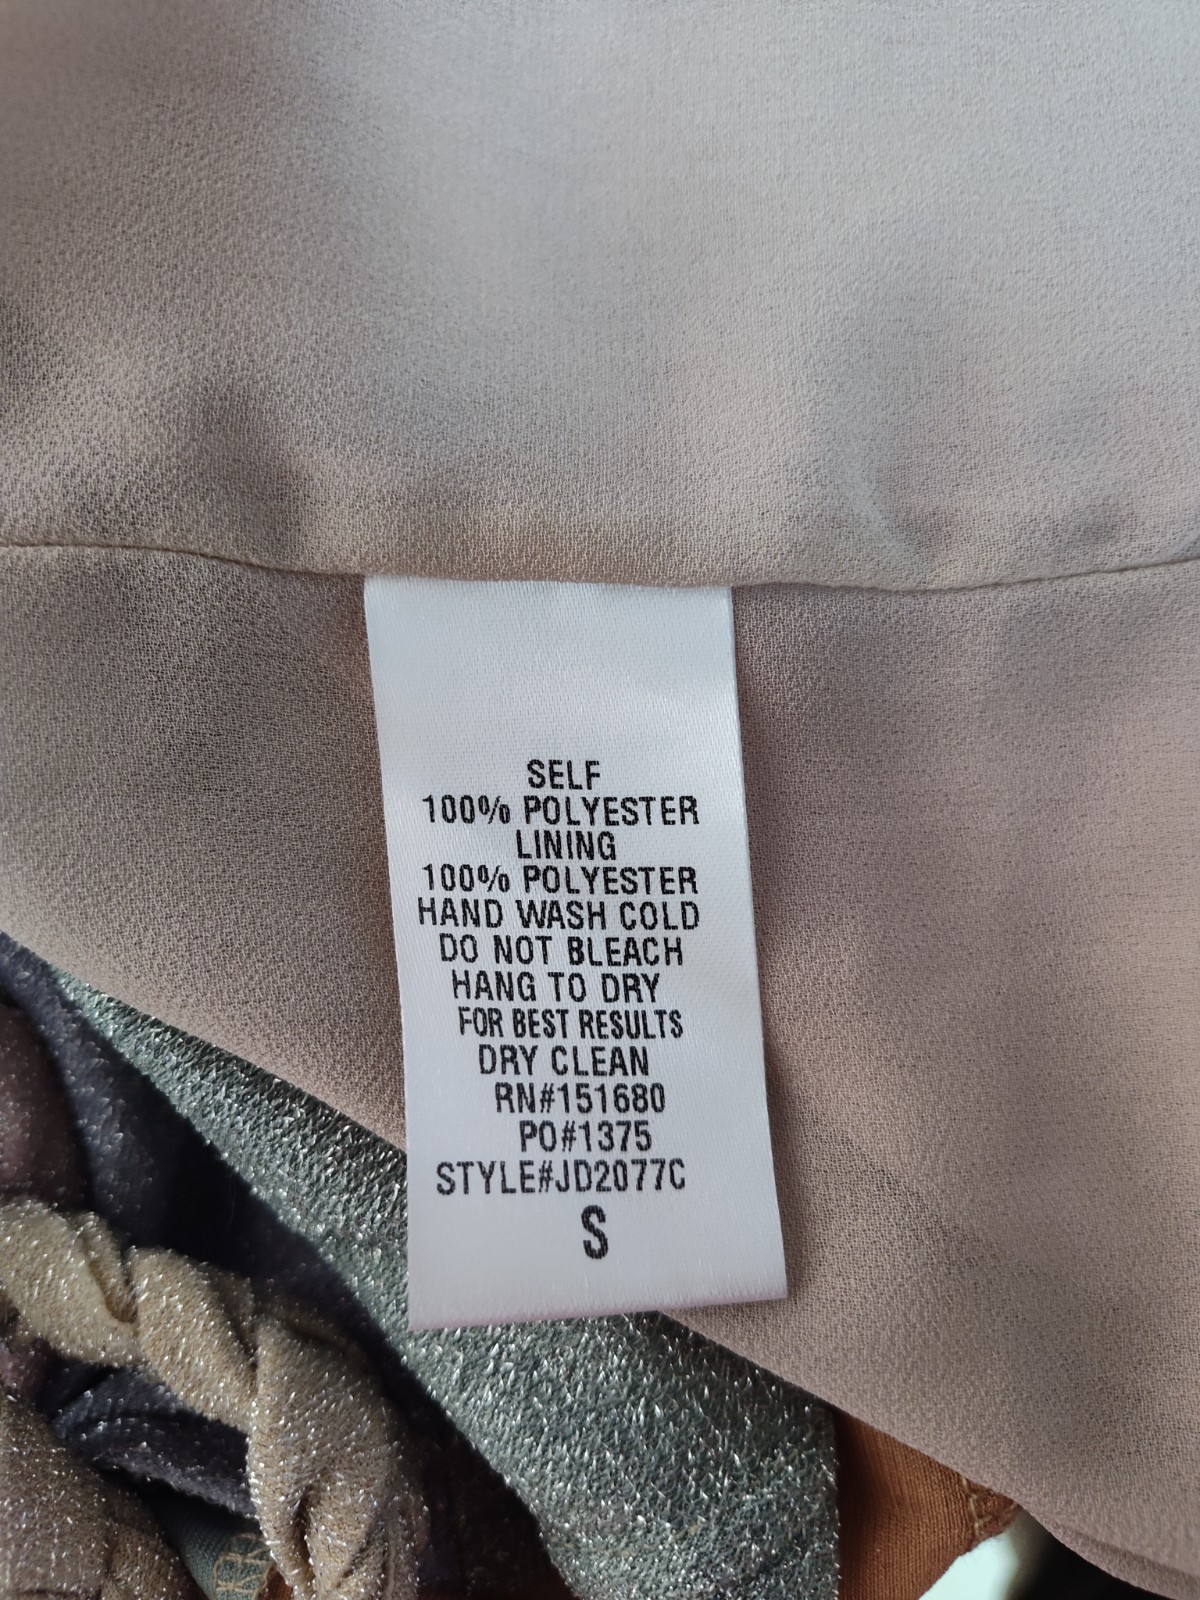 SELF
100% POLYESTER
LINING
100% POLYESTER
HAND WASH COLD
DO NOT BLEACH
HANG TO DRY
FOR BEST RESULTS
DRY CLEAN
RN#151680
PO#1375
STYLE#JD2077C
S